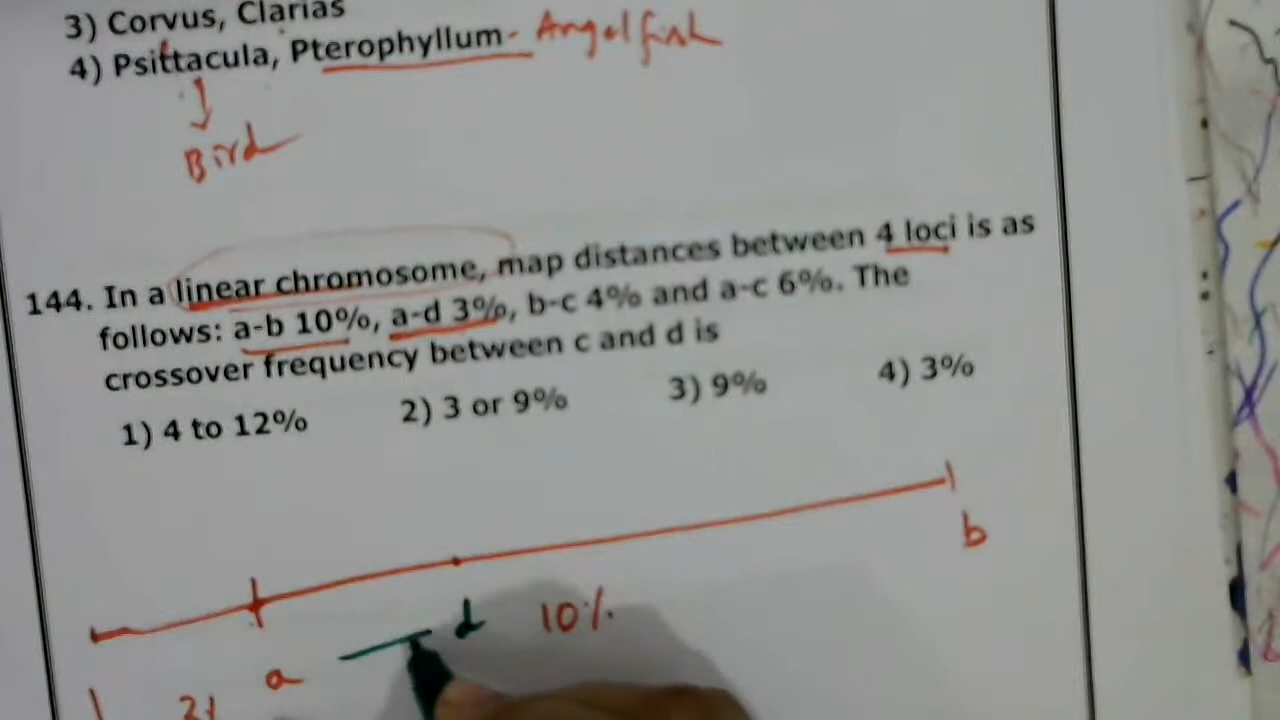 3) Corvus, Clarias
4) Psittacula, Pterophyllum - Angel fish
Bird
144. In a linear chromosome, map distances between 4 loci is as
follows: a-b 10%, a-d 3%, b-c 4% and a-c 6%. The
crossover frequency between c and d is
1) 4 to 12% 2) 3 or 9% 3) 9% 4) 3%
b
d 10%
a